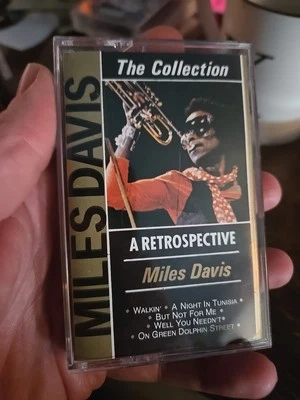 MILES DAVIS
The Collection
A RETROSPECTIVE
Miles Davis
• WALKIN' • A NIGHT IN TUNISIA •
• BUT NOT FOR ME •
• WELL YOU NEEDN'T •
• ON GREEN DOLPHIN STREET •